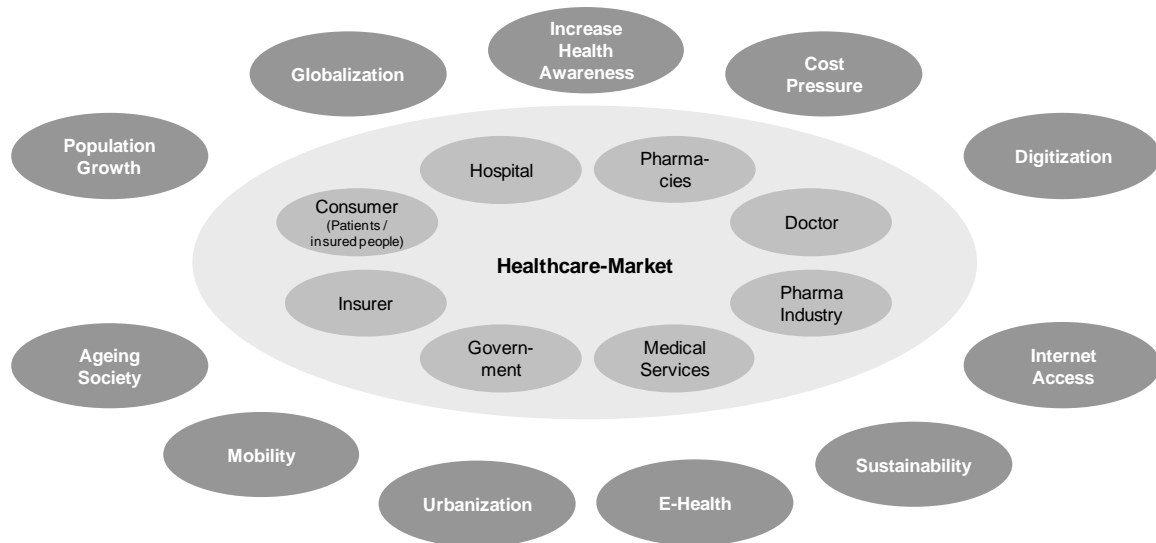 Increase
Health
Awareness
Globalization
Cost
Pressure
Population
Growth
Digitization
Hospital
Pharma-
cies
Consumer
(Patients /
insured people)
Doctor
Healthcare-Market
Insurer
Pharma
Industry
Govern-
ment
Medical
Services
Ageing
Society
Internet
Access
Mobility
Sustainability
Urbanization
E-Health